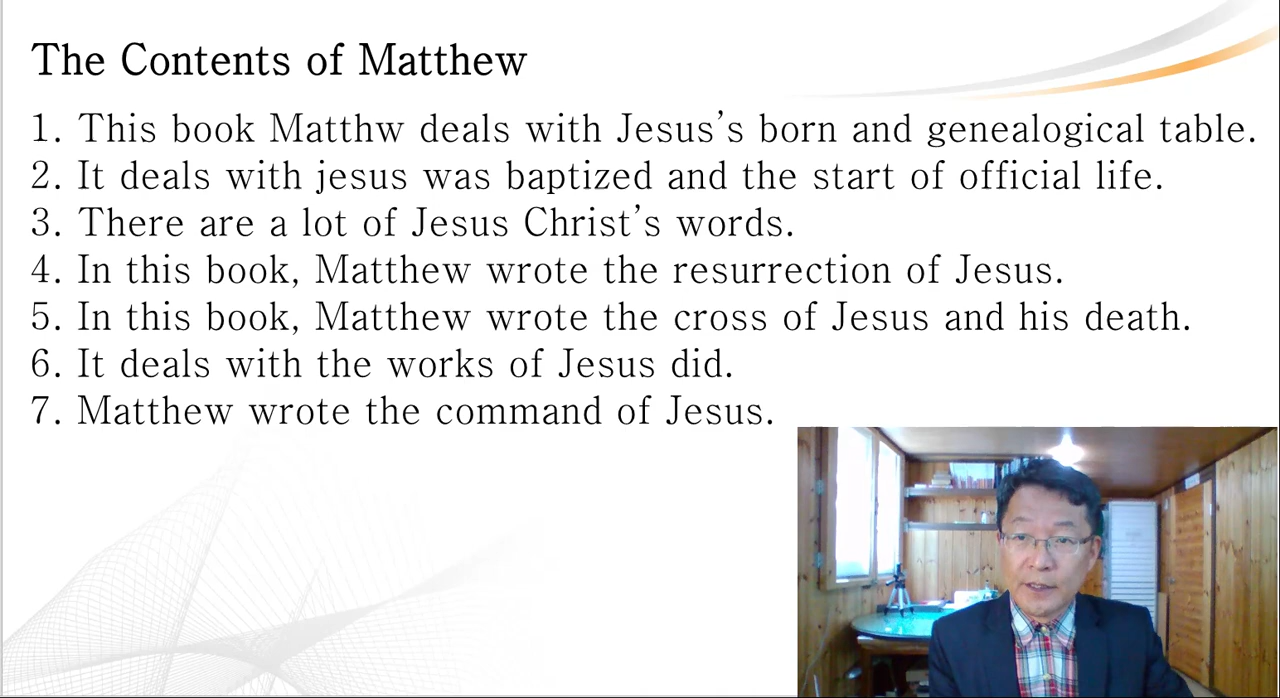 The Contents of Matthew
1. This book Matthw deals with Jesus's born and genealogical table.
2. It deals with jesus was baptized and the start of official life.
3. There are a lot of Jesus Christ's words.
4. In this book, Matthew wrote the resurrection of Jesus.
5. In this book, Matthew wrote the cross of Jesus and his death.
6. It deals with the works of Jesus did.
7. Matthew wrote the command of Jesus.